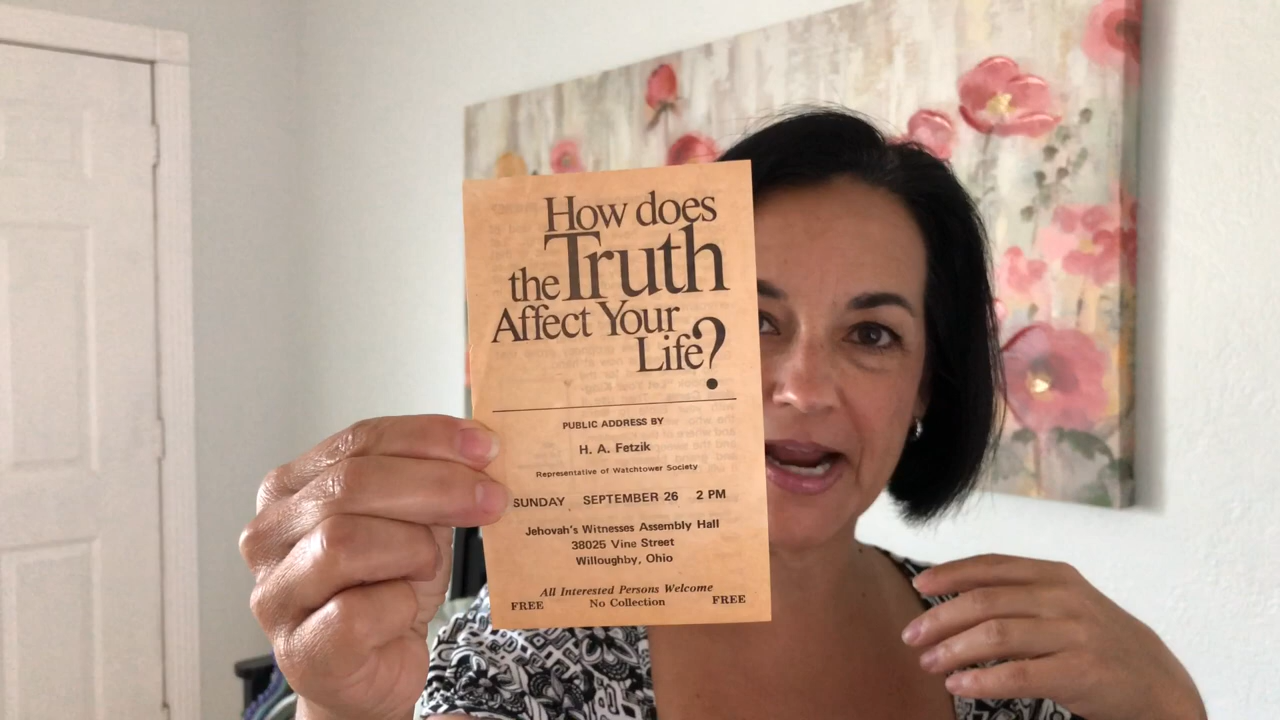 How does
the Truth
Affect Your
Life?
PUBLIC ADDRESS BY
H. A. Fetzik
Representative of Watchtower Society
SUNDAY SEPTEMBER 26 2 PM
Jehovah's Witnesses Assembly Hall
38025 Vine Street
Willoughby, Ohio
All Interested Persons Welcome
FREE No Collection FREE